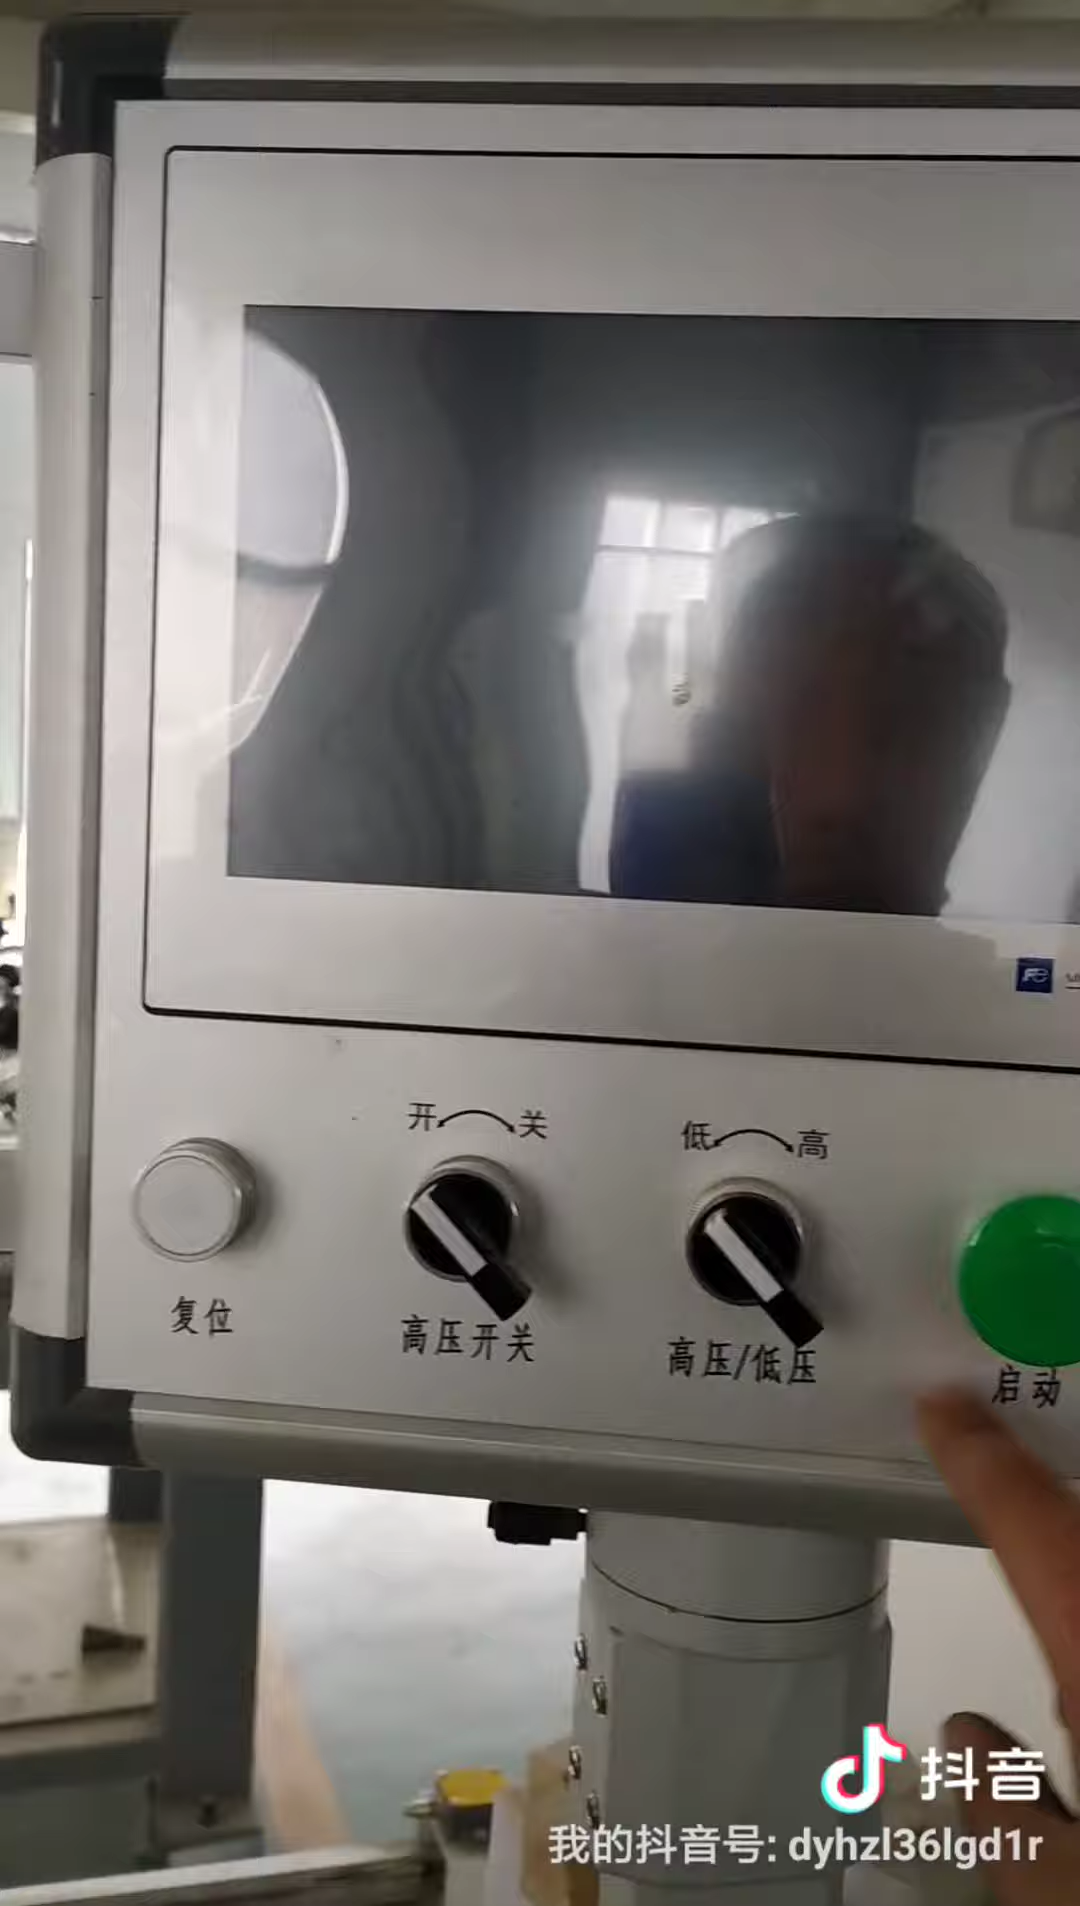 开 关
低 高
复位
高压开关
高压/低压
启动
抖音
我的抖音号: dyhzl36lgd1r